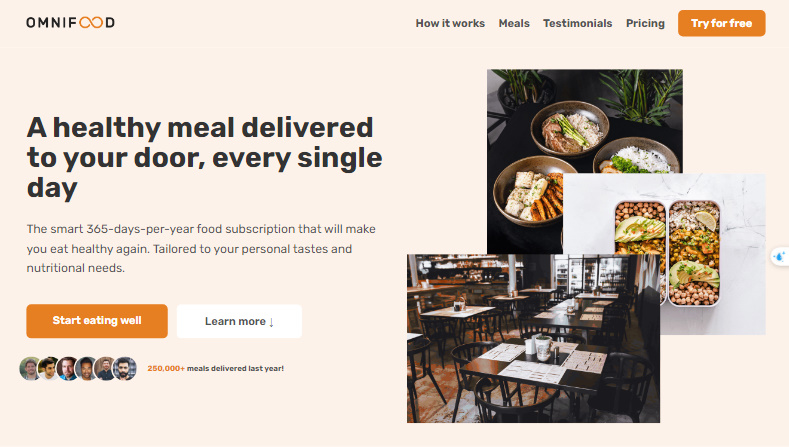 OMNIFOOD
How it works
Meals
Testimonials
Pricing
Try for free
A healthy meal delivered
to your door, every single
day
The smart 365-days-per-year food subscription that will make
you eat healthy again. Tailored to your personal tastes and
nutritional needs.
Start eating well
Learn more ↓
250,000+ meals delivered last year!